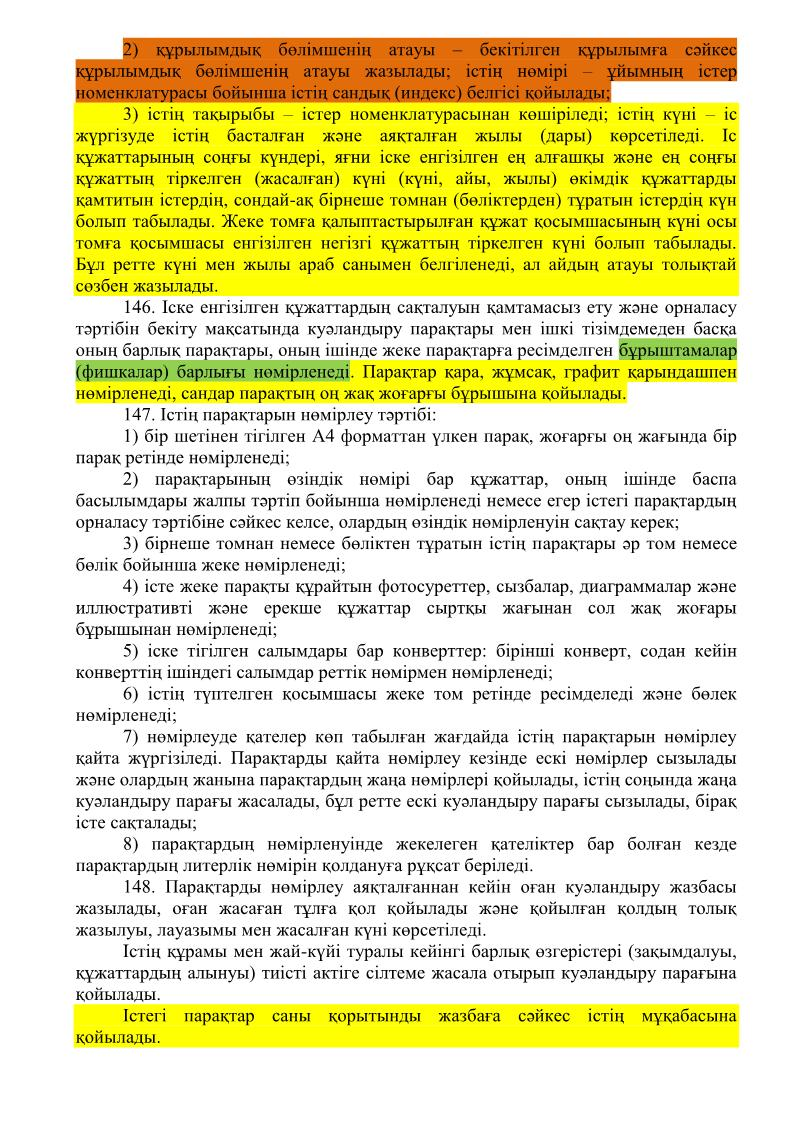 2) құрылымдық бөлімшенің атауы – бекітілген құрылымға сәйкес
құрылымдық бөлімшенің атауы жазылады; істің нөмірі – ұйымның істер
номенклатурасы бойынша істің сандық (индекс) белгісі қойылады;
3) істің тақырыбы – істер номенклатурасынан көшіріледі; істің күні – іс
жүргізуде істің басталған және аяқталған жылы (дары) көрсетіледі. Іс
құжаттарының соңғы күндері, яғни іске енгізілген ең алғашқы және ең соңғы
құжаттың тіркелген (жасалған) күні (күні, айы, жылы) өкімдік құжаттарды
қамтитын істердің, сондай-ақ бірнеше томнан (бөліктерден) тұратын істердің күн
болып табылады. Жеке томға қалыптастырылған құжат қосымшасының күні осы
томға қосымшасы енгізілген негізгі құжаттың тіркелген күні болып табылады.
Бұл ретте күні мен жылы араб санымен белгіленеді, ал айдың атауы толықтай
сөзбен жазылады.
146. Іске енгізілген құжаттардың сақталуын қамтамасыз ету және орналасу
тәртібін бекіту мақсатында куәландыру парақтары мен ішкі тізімдемеден басқа
оның барлық парақтары, оның ішінде жеке парақтарға ресімделген бұрыштамалар
(фишкалар) барлығы нөмірленеді. Парақтар қара, жұмсақ, графит қарындашпен
нөмірленеді, сандар парақтың оң жақ жоғарғы бұрышына қойылады.
147. Істің парақтарын нөмірлеу тәртібі:
1) бір шетінен тігілген А4 форматтан үлкен парақ, жоғарғы оң жағында бір
парақ ретінде нөмірленеді;
2) парақтарының өзіндік нөмірі бар құжаттар, оның ішінде баспа
басылымдары жалпы тәртіп бойынша нөмірленеді немесе егер істегі парақтардың
орналасу тәртібіне сәйкес келсе, олардың өзіндік нөмірленуін сақтау керек;
3) бірнеше томнан немесе бөліктен тұратын істің парақтары әр том немесе
бөлік бойынша жеке нөмірленеді;
4) істе жеке парақты құрайтын фотосуреттер, сызбалар, диаграммалар және
иллюстративті және ерекше құжаттар сыртқы жағынан сол жақ жоғары
бұрышынан нөмірленеді;
5) іске тігілген салымдары бар конверттер: бірінші конверт, содан кейін
конверттің ішіндегі салымдар реттік нөмірмен нөмірленеді;
6) істің түптелген қосымшасы жеке том ретінде ресімделеді және бөлек
нөмірленеді;
7) нөмірлеуде қателер көп табылған жағдайда істің парақтарын нөмірлеу
қайта жүргізіледі. Парақтарды қайта нөмірлеу кезінде ескі нөмірлер сызылады
және олардың жанына парақтардың жаңа нөмірлері қойылады, істің соңында жаңа
куәландыру парағы жасалады, бұл ретте ескі куәландыру парағы сызылады, бірақ
істе сақталады;
8) парақтардың нөмірленуінде жекелеген қателіктер бар болған кезде
парақтардың литерлік нөмірін қолдануға рұқсат беріледі.
148. Парақтарды нөмірлеу аяқталғаннан кейін оған куәландыру жазбасы
жазылады, оған жасаған тұлға қол қойылады және қойылған қолдың толық
жазылуы, лауазымы мен жасалған күні көрсетіледі.
Істің құрамы мен жай-күйі туралы кейінгі барлық өзгерістері (зақымдалуы,
құжаттардың алынуы) тиісті актіге сілтеме жасала отырып куәландыру парағына
қойылады.
Істегі парақтар саны қорытынды жазбаға сәйкес істің мұқабасына
қойылады.